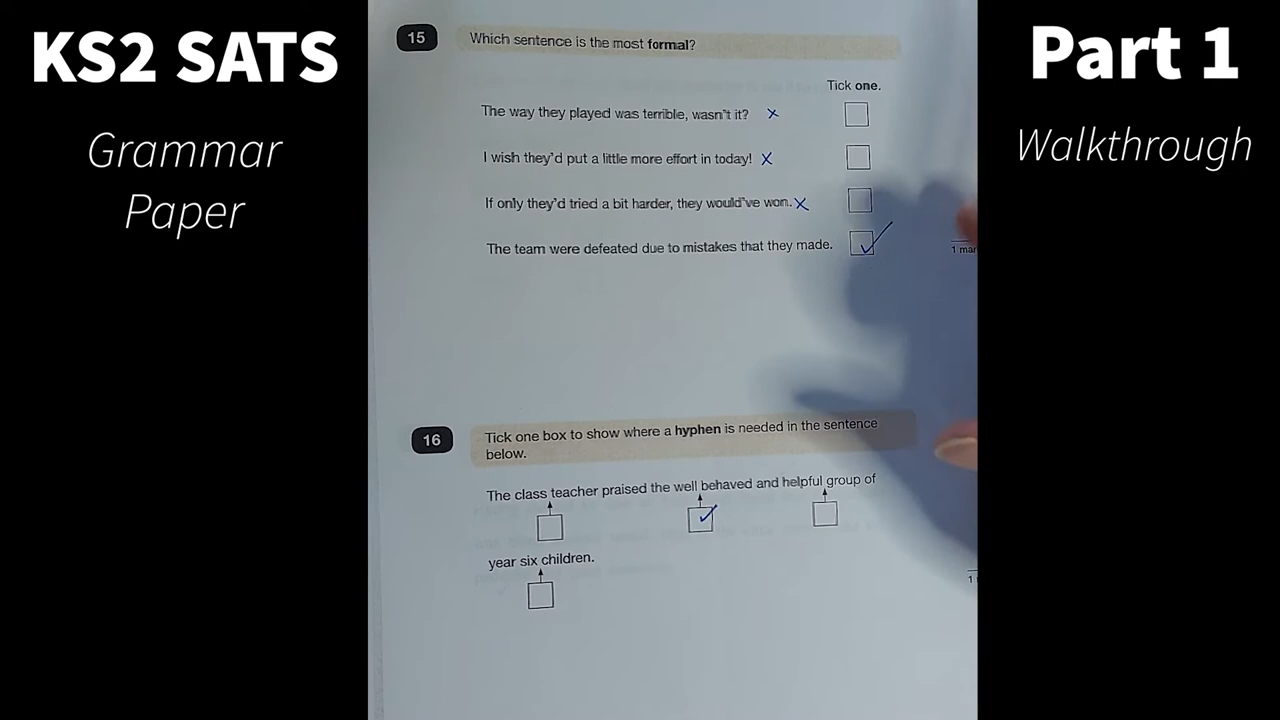 KS2 SATS
Grammar
Paper
Part 1
Walkthrough
15
Which sentence is the most formal?
Tick one.
The way they played was terrible, wasn't it?
I wish they'd put a little more effort in today!
If only they'd tried a bit harder, they would've won.
The team were defeated due to mistakes that they made.
1 mar
16
Tick one box to show where a hyphen is needed in the sentence
below.
The class teacher praised the well behaved and helpful group of
year six children.
1